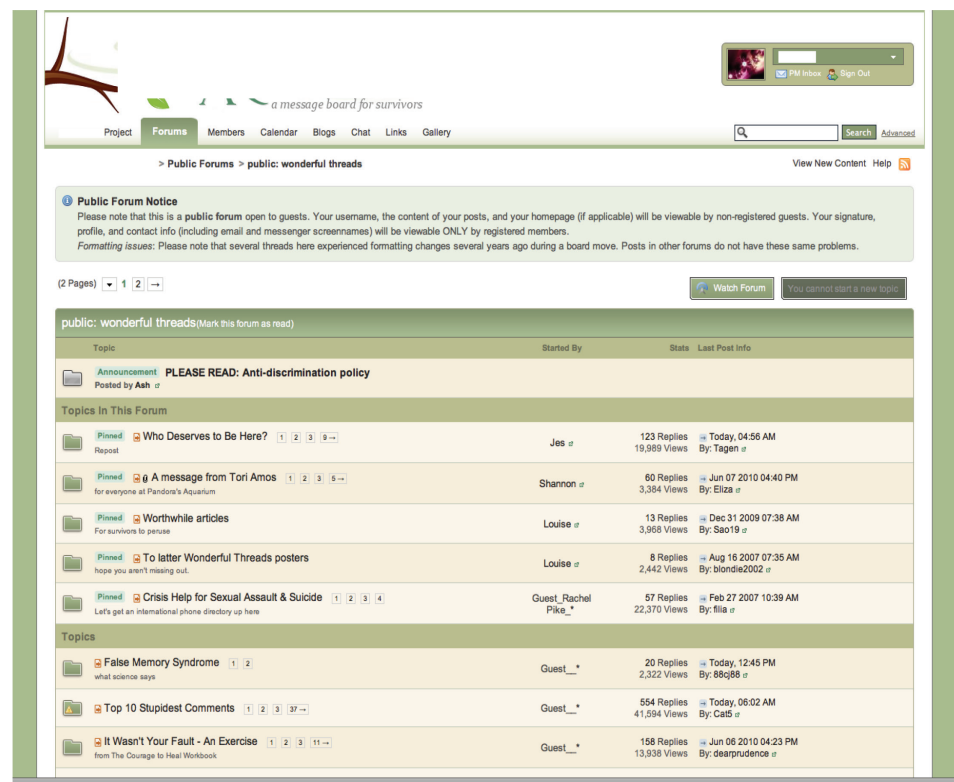 a message board for survivors
PM Inbox Sign Out
Project Forums Members Calendar Blogs Chat Links Gallery
Search Advanced
> Public Forums > public: wonderful threads
View New Content Help
Public Forum Notice
Please note that this is a public forum open to guests. Your username, the content of your posts, and your homepage (if applicable) will be viewable by non-registered guests. Your signature,
profile, and contact info (including email and messenger screennames) will be viewable ONLY by registered members.
Formatting issues: Please note that several threads here experienced formatting changes several years ago during a board move. Posts in other forums do not have these same problems.
(2 Pages) 1 2 →
Watch Forum You cannot start a new topic
public: wonderful threads(Mark this forum as read)
Topic Started By Stats Last Post Info
Announcement PLEASE READ: Anti-discrimination policy
Posted by Ash
Topics In This Forum
Pinned Who Deserves to Be Here? 1 2 3 9 →
Repost
Jes
123 Replies Today, 04:56 AM
19,989 Views By: Tagen
Pinned A message from Tori Amos 1 2 3 5 →
for everyone at Pandora's Aquarium
Shannon
60 Replies Jun 07 2010 04:40 PM
3,384 Views By: Eliza
Pinned Worthwhile articles
For survivors to peruse
Louise
13 Replies Dec 31 2009 07:38 AM
3,968 Views By: Sao19
Pinned To latter Wonderful Threads posters
hope you aren't missing out.
Louise
8 Replies Aug 16 2007 07:35 AM
2,442 Views By: blondie2002
Pinned Crisis Help for Sexual Assault & Suicide 1 2 3 4
Let's get an international phone directory up here
Guest_Rachel
Pike_*
57 Replies Feb 27 2007 10:39 AM
22,370 Views By: filia
Topics
False Memory Syndrome 1 2
what science says
Guest__*
20 Replies Today, 12:45 PM
2,322 Views By: 88cj88
Top 10 Stupidest Comments 1 2 3 37 →
Guest__*
554 Replies Today, 06:02 AM
41,594 Views By: Cat5
It Wasn't Your Fault - An Exercise 1 2 3 11 →
from The Courage to Heal Workbook
Guest__*
158 Replies Jun 06 2010 04:23 PM
13,938 Views By: dearprudence